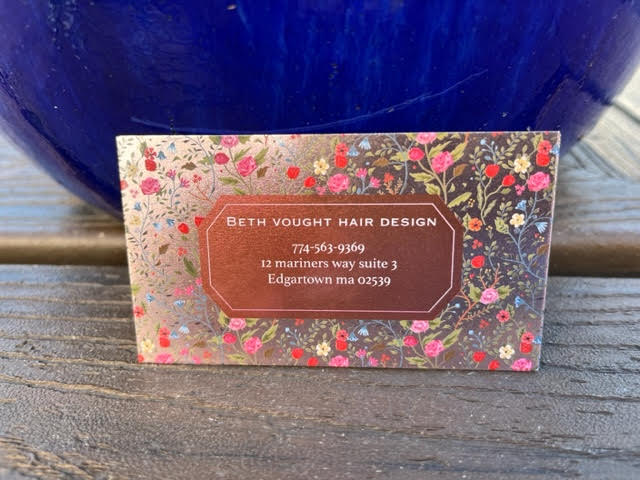 BETH VOUGHT HAIR DESIGN
774-563-9369
12 mariners way suite 3
Edgartown ma 02539